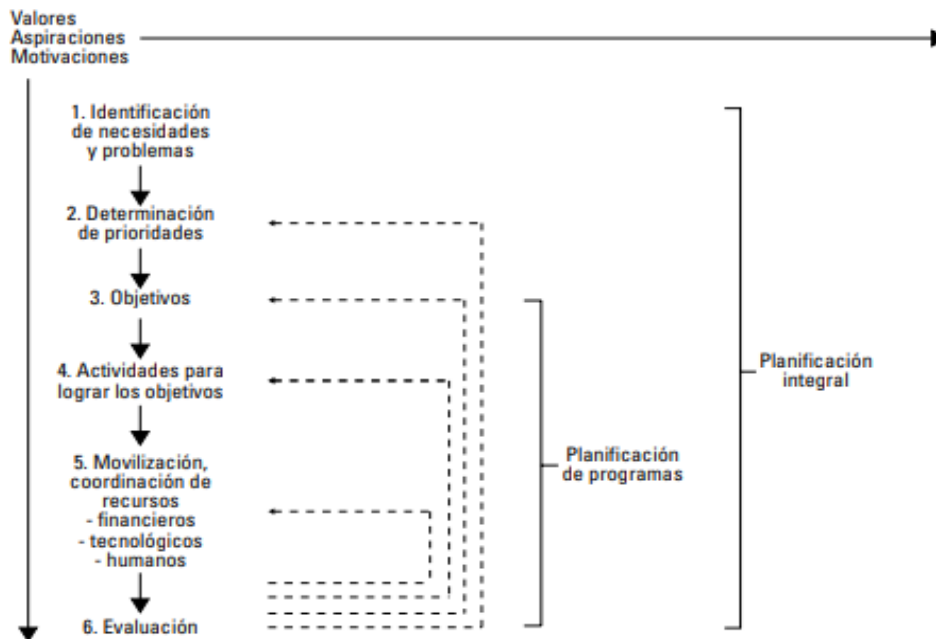 Valores
Aspiraciones
Motivaciones
1. Identificación
de necesidades
y problemas
2. Determinación
de prioridades
3. Objetivos
4. Actividades para
lograr los objetivos
5. Movilización,
coordinación de
recursos
- financieros
- tecnológicos
- humanos
6. Evaluación
Planificación
de programas
Planificación
integral